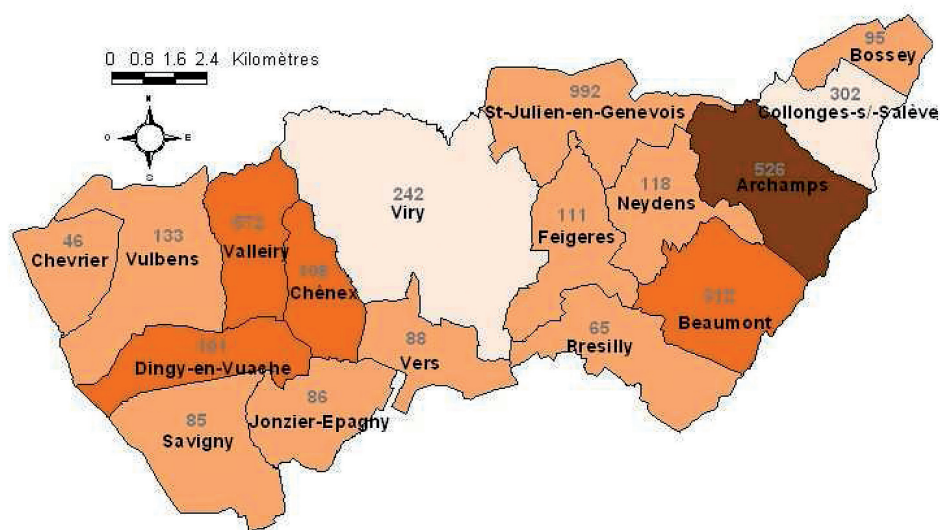 0 0.8 1.6 2.4 Kilomètres
N
O E
S
95
Bossey
302
Collonges-s/-Salève
992
St-Julien-en-Genevois
526
Archamps
118
Neydens
111
Feigeres
242
Viry
Valleiry
Chênex
133
Vulbens
46
Chevrier
Beaumont
65
Presilly
88
Vers
Dingy-en-Vuache
86
Jonzier-Epagny
85
Savigny